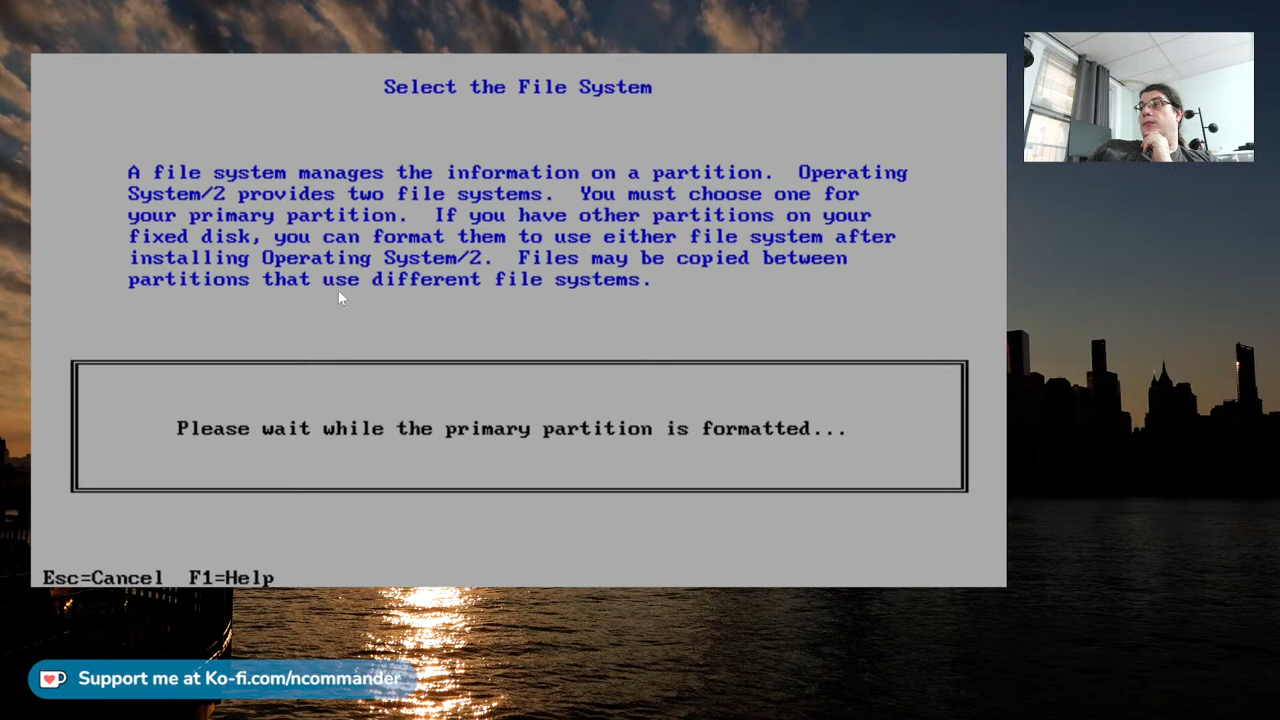 Select the File System
A file system manages the information on a partition. Operating
System/2 provides two file systems. You must choose one for
your primary partition. If you have other partitions on your
fixed disk, you can format them to use either file system after
installing Operating System/2. Files may be copied between
partitions that use different file systems.
Please wait while the primary partition is formatted...
Esc=Cancel F1=Help
Support me at Ko-fi.com/ncommander